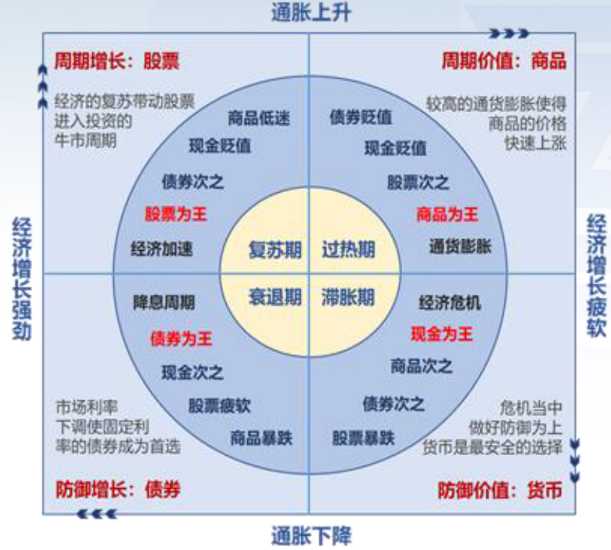 通胀上升
周期增长：股票
经济的复苏带动股票
进入投资的
牛市周期
周期价值：商品
较高的通货膨胀使得
商品的价格
快速上涨
商品低迷
现金贬值
债券次之
股票为王
经济加速
债券贬值
现金贬值
股票次之
商品为王
通货膨胀
复苏期
过热期
衰退期
滞胀期
经济增长强劲
经济增长疲软
降息周期
债券为王
现金次之
股票疲软
商品暴跌
经济危机
现金为王
商品次之
债券次之
股票暴跌
市场利率
下调使固定利
率的债券成为首选
防御增长：债券
危机当中
做好防御为上
货币是最安全的选择
防御价值：货币
通胀下降